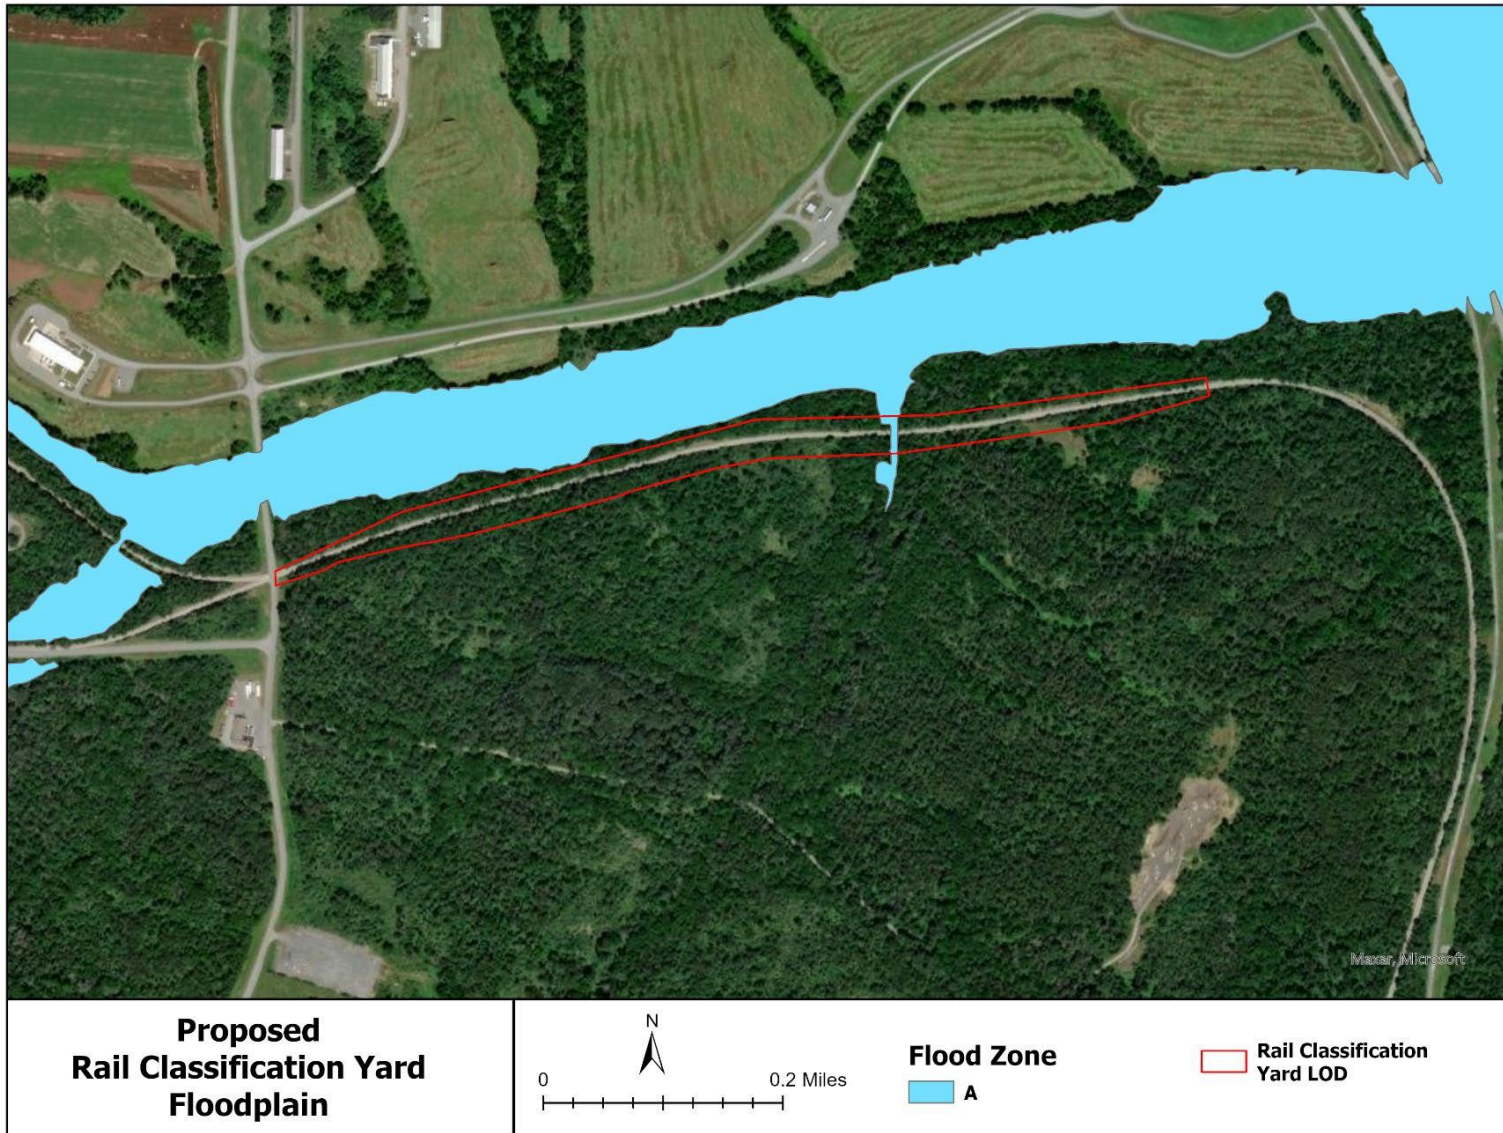 Maxar, Microsoft
Proposed
Rail Classification Yard
Floodplain
N
0
0.2 Miles
Flood Zone
A
Rail Classification
Yard LOD